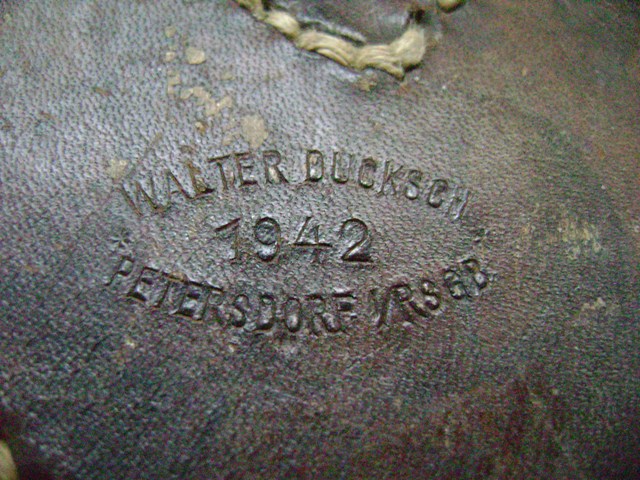 WALTER DUCKSCH
* 1942 *
PETERSDORF I/RSGB.